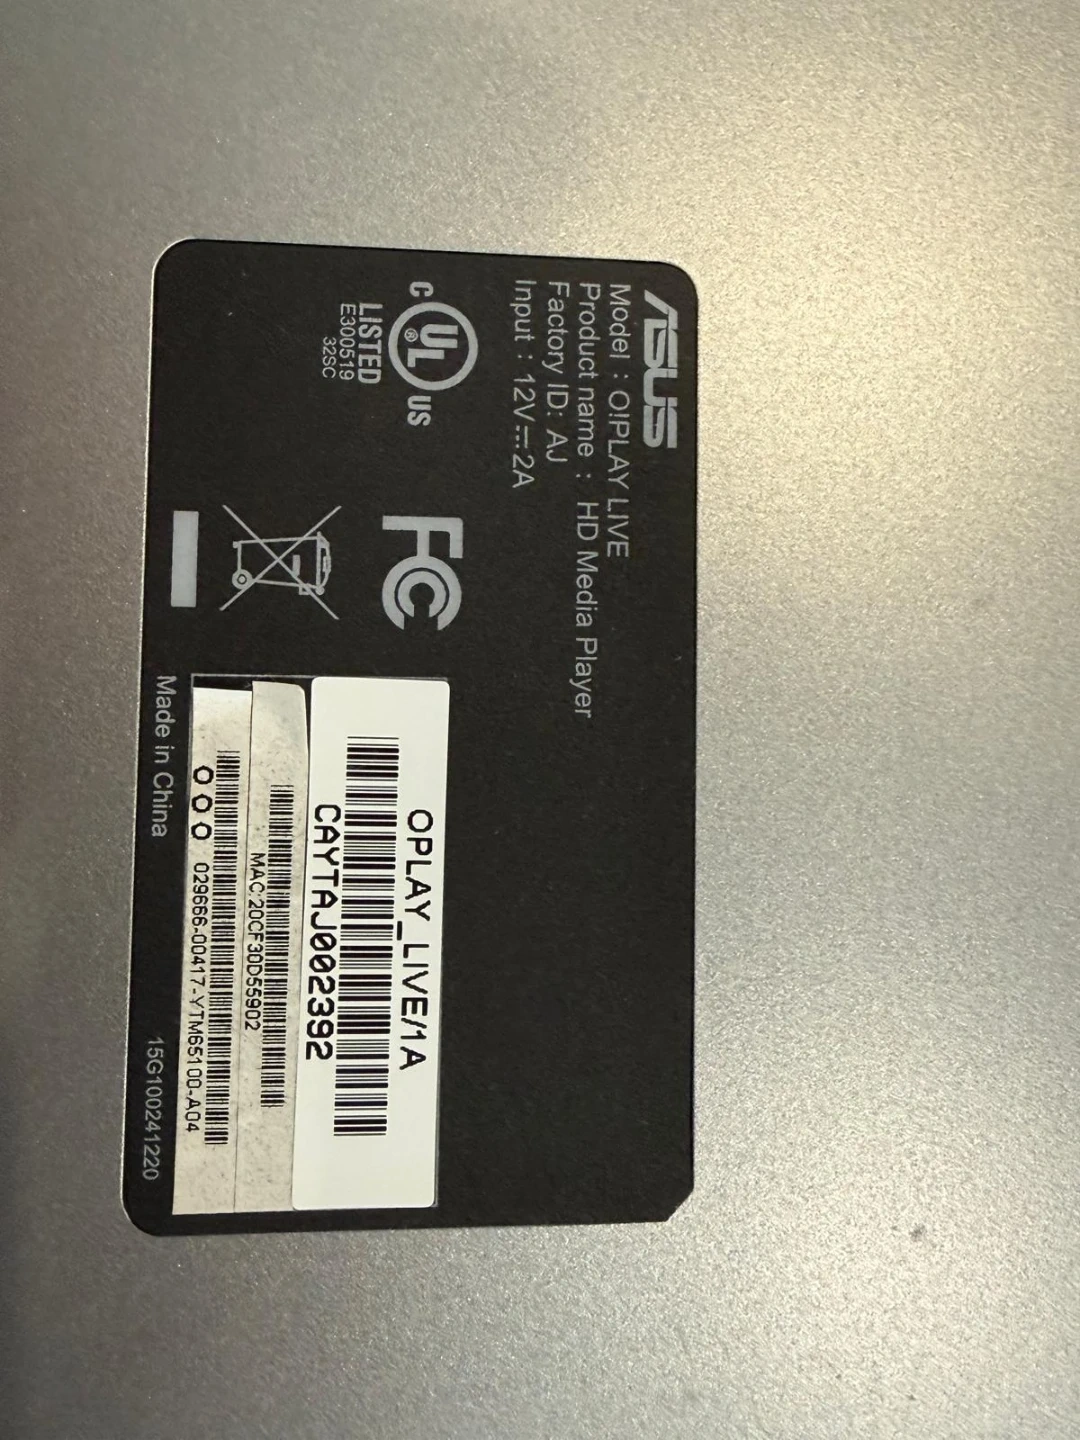 ASUS
Model : O!PLAY LIVE
Product name : HD Media Player
Factory ID: AJ
Input : 12V⎓2A
C UL ® US
LISTED
E300519
32SC
FC
OPLAY_LIVE/1A
CAYTAJ002392
MAC:20CF30D55902
O O O 029666-00417-YTM65100-A04
Made in China
15G100241220